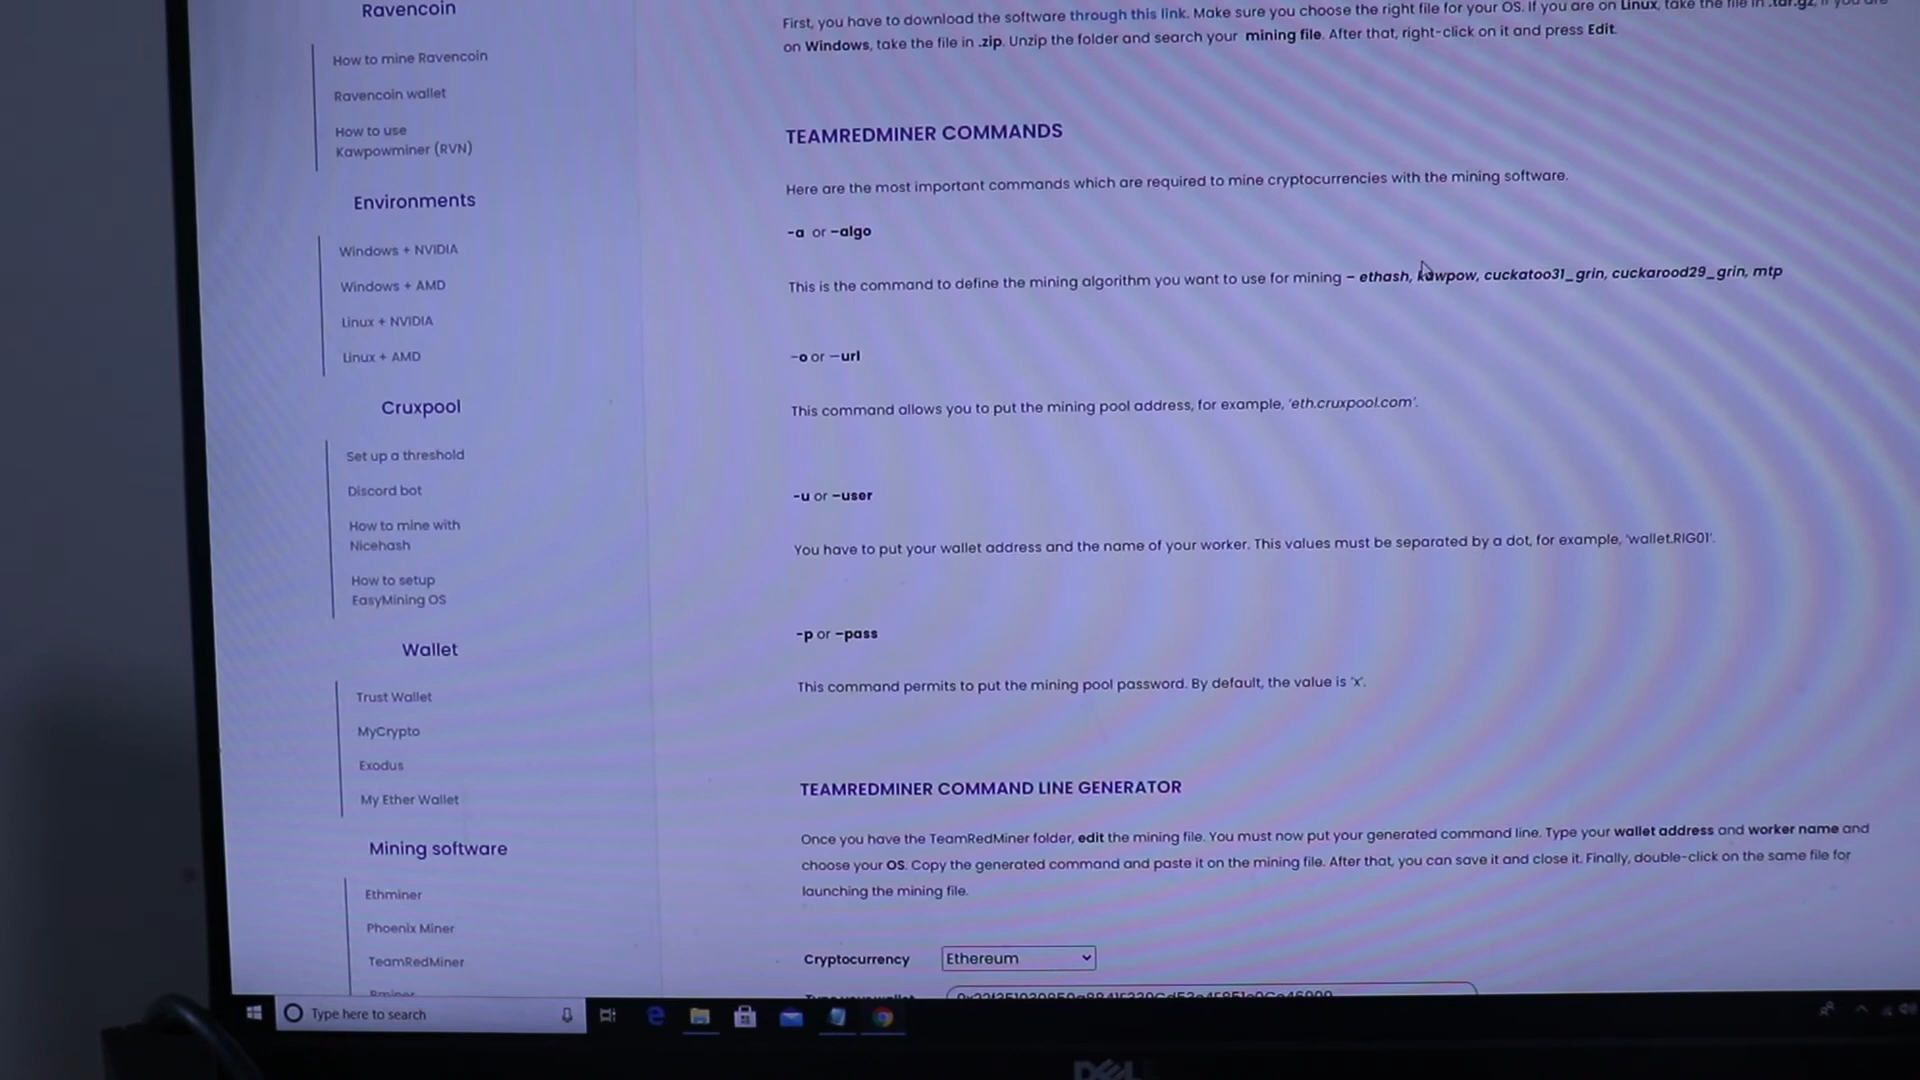 Ravencoin
How to mine Ravencoin
Ravencoin wallet
How to use
Kawpowminer (RVN)
Environments
Windows + NVIDIA
Windows + AMD
Linux + NVIDIA
Linux + AMD
Cruxpool
Set up a threshold
Discord bot
How to mine with
Nicehash
How to setup
EasyMining OS
Wallet
Trust Wallet
MyCrypto
Exodus
My Ether Wallet
Mining software
Ethminer
Phoenix Miner
TeamRedMiner
First, you have to download the software through this link. Make sure you choose the right file for your OS. If you are on Linux, take the file in .tar.gz, if you are
on Windows, take the file in .zip. Unzip the folder and search your mining file. After that, right-click on it and press Edit.
TEAMREDMINER COMMANDS
Here are the most important commands which are required to mine cryptocurrencies with the mining software.
-a or –algo
This is the command to define the mining algorithm you want to use for mining – ethash, kawpow, cuckatoo31_grin, cuckarood29_grin, mtp
-o or –url
This command allows you to put the mining pool address, for example, 'eth.cruxpool.com'.
-u or –user
You have to put your wallet address and the name of your worker. This values must be separated by a dot, for example, 'wallet.RIG01'.
-p or –pass
This command permits to put the mining pool password. By default, the value is 'x'.
TEAMREDMINER COMMAND LINE GENERATOR
Once you have the TeamRedMiner folder, edit the mining file. You must now put your generated command line. Type your wallet address and worker name and
choose your OS. Copy the generated command and paste it on the mining file. After that, you can save it and close it. Finally, double-click on the same file for
launching the mining file.
Cryptocurrency Ethereum
Type here to search
DELL